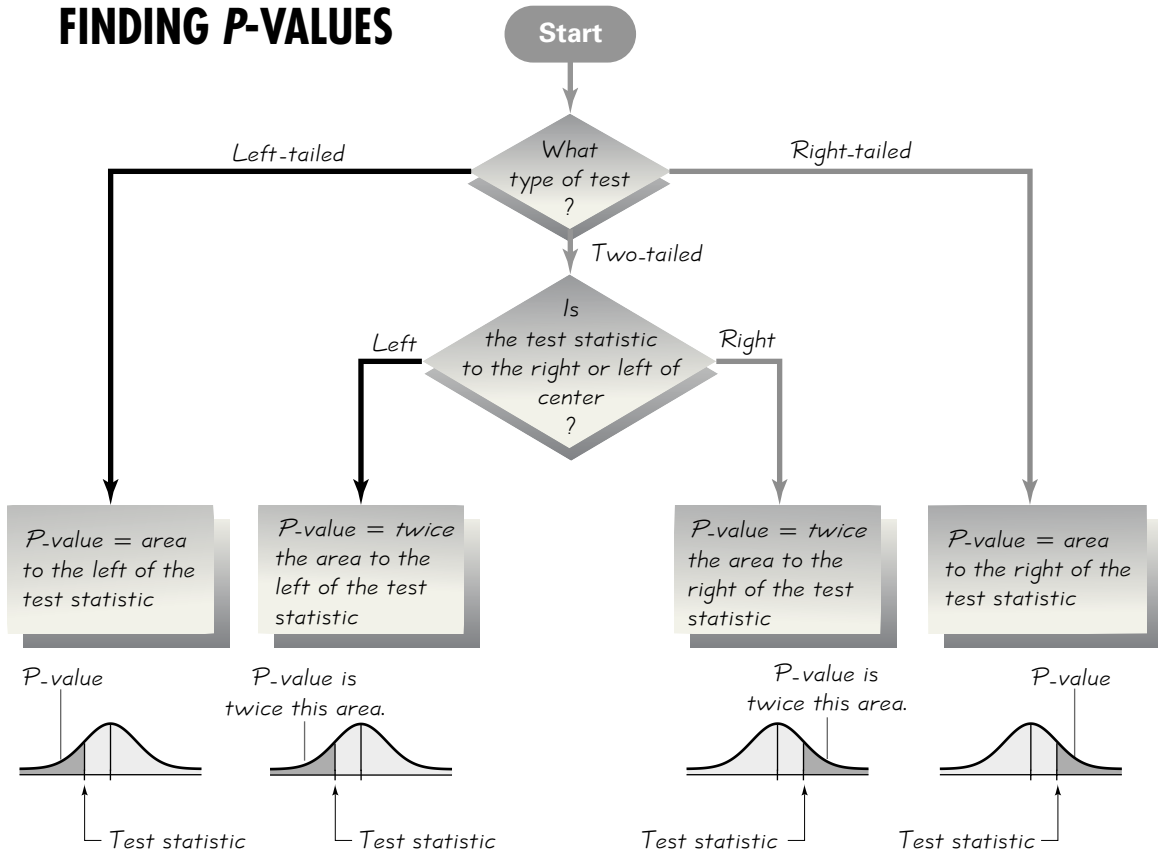 FINDING P-VALUES
Start
What
type of test
?
Left-tailed
Right-tailed
Two-tailed
Is
the test statistic
to the right or left of
center
?
Left
Right
P-value = area
to the left of the
test statistic
P-value = twice
the area to the
left of the test
statistic
P-value = twice
the area to the
right of the test
statistic
P-value = area
to the right of the
test statistic
P-value
P-value is
twice this area.
P-value is
twice this area.
P-value
Test statistic
Test statistic
Test statistic
Test statistic